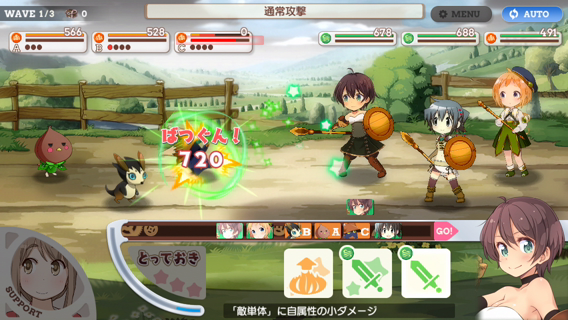 WAVE 1/3 0
通常攻撃
MENU
AUTO
566
528
0
678
688
491
A
B
C
ばつぐん！
720
B A C GO!
とっておき
SUPPORT
「敵単体」に自属性の小ダメージ